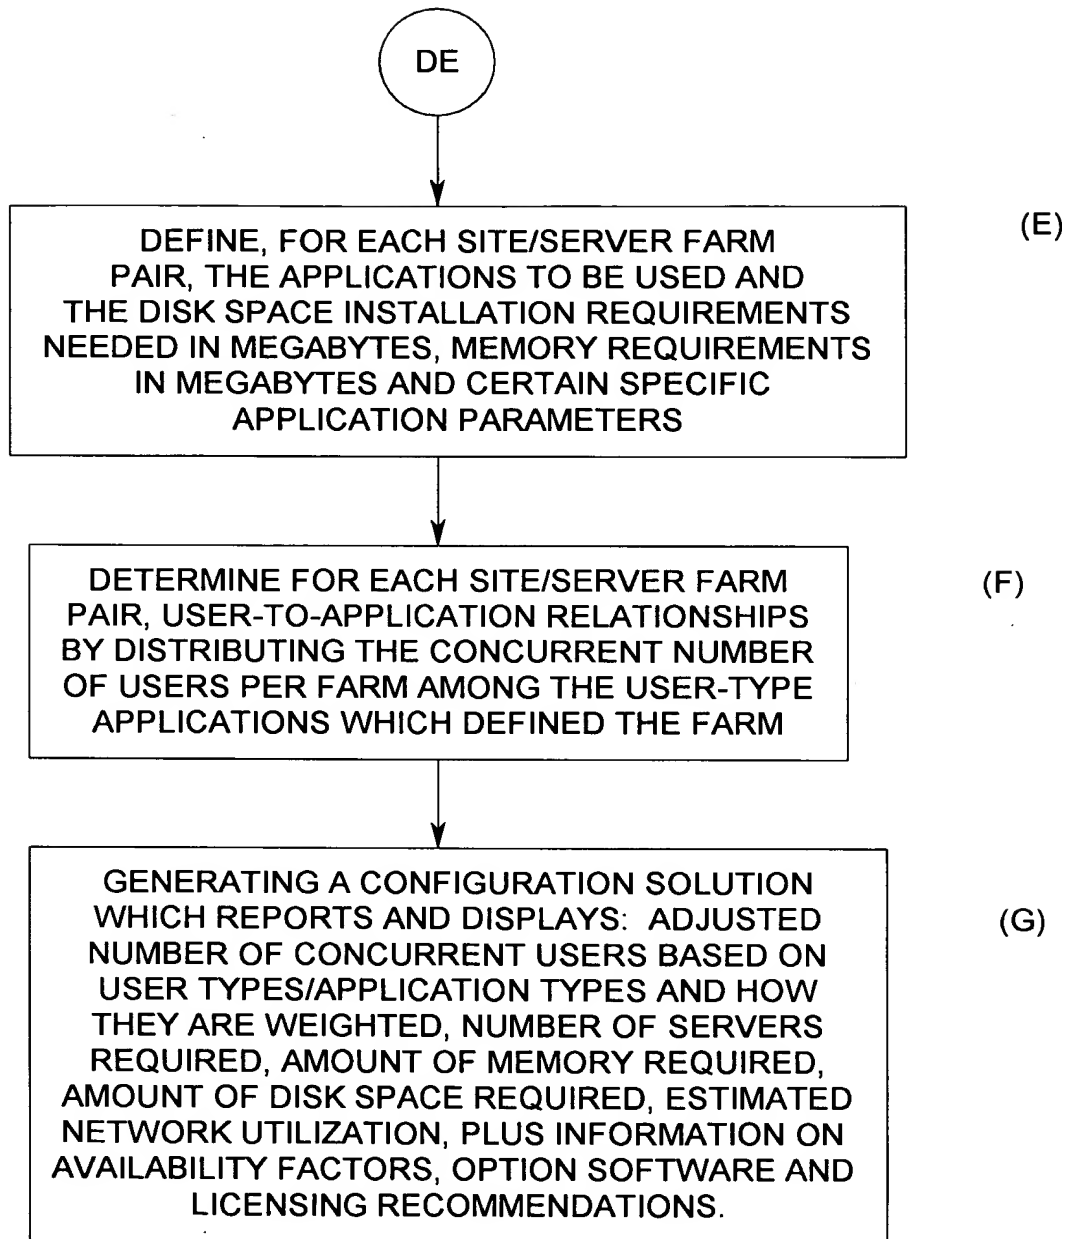 DE
(E)
DEFINE, FOR EACH SITE/SERVER FARM
PAIR, THE APPLICATIONS TO BE USED AND
THE DISK SPACE INSTALLATION REQUIREMENTS
NEEDED IN MEGABYTES, MEMORY REQUIREMENTS
IN MEGABYTES AND CERTAIN SPECIFIC
APPLICATION PARAMETERS
(F)
DETERMINE FOR EACH SITE/SERVER FARM
PAIR, USER-TO-APPLICATION RELATIONSHIPS
BY DISTRIBUTING THE CONCURRENT NUMBER
OF USERS PER FARM AMONG THE USER-TYPE
APPLICATIONS WHICH DEFINED THE FARM
(G)
GENERATING A CONFIGURATION SOLUTION
WHICH REPORTS AND DISPLAYS: ADJUSTED
NUMBER OF CONCURRENT USERS BASED ON
USER TYPES/APPLICATION TYPES AND HOW
THEY ARE WEIGHTED, NUMBER OF SERVERS
REQUIRED, AMOUNT OF MEMORY REQUIRED,
AMOUNT OF DISK SPACE REQUIRED, ESTIMATED
NETWORK UTILIZATION, PLUS INFORMATION ON
AVAILABILITY FACTORS, OPTION SOFTWARE AND
LICENSING RECOMMENDATIONS.